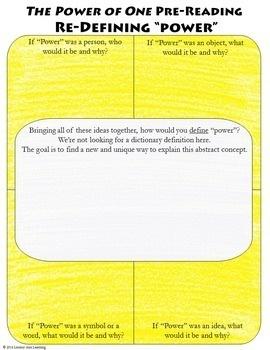 The Power of One Pre-Reading
Re-Defining "power"
If "Power" was a person, who
would it be and why?
If "Power" was an object, what
would it be and why?
Bringing all of these ideas together, how would you define "power"?
We're not looking for a dictionary definition here.
The goal is to find a new and unique way to explain this abstract concept.
If "Power" was a symbol or a
word, what would it be and why?
If "Power" was an idea, what
would it be and why?